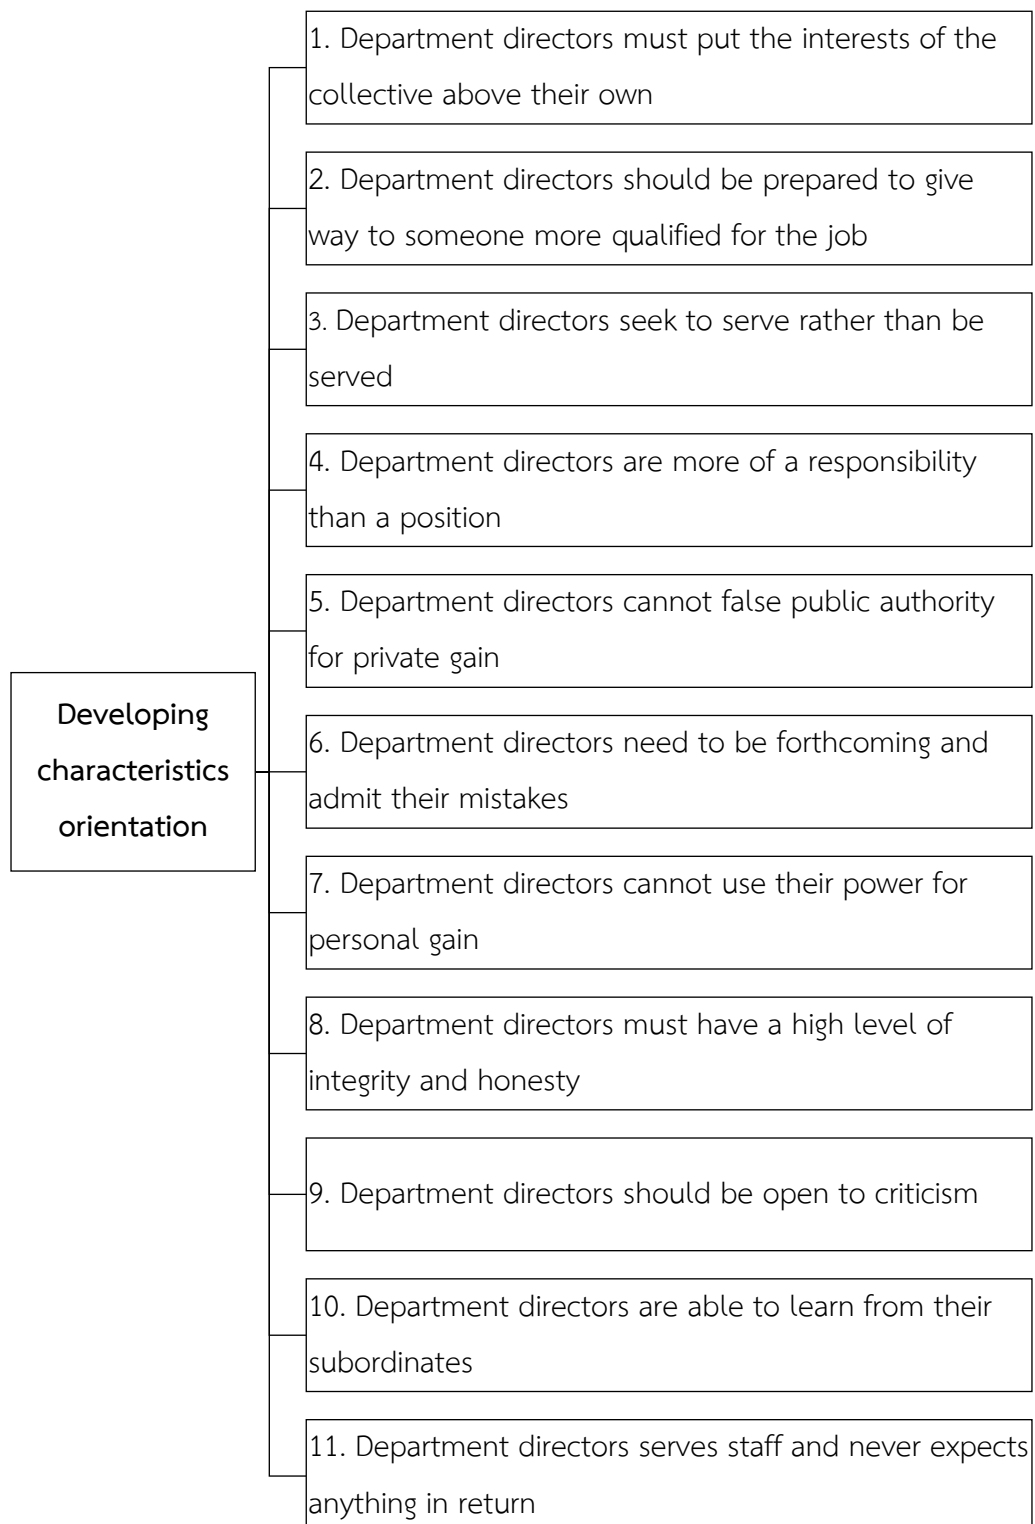 1. Department directors must put the interests of the
collective above their own
2. Department directors should be prepared to give
way to someone more qualified for the job
3. Department directors seek to serve rather than be
served
4. Department directors are more of a responsibility
than a position
5. Department directors cannot false public authority
for private gain
Developing
characteristics
orientation
6. Department directors need to be forthcoming and
admit their mistakes
7. Department directors cannot use their power for
personal gain
8. Department directors must have a high level of
integrity and honesty
9. Department directors should be open to criticism
10. Department directors are able to learn from their
subordinates
11. Department directors serves staff and never expects
anything in return